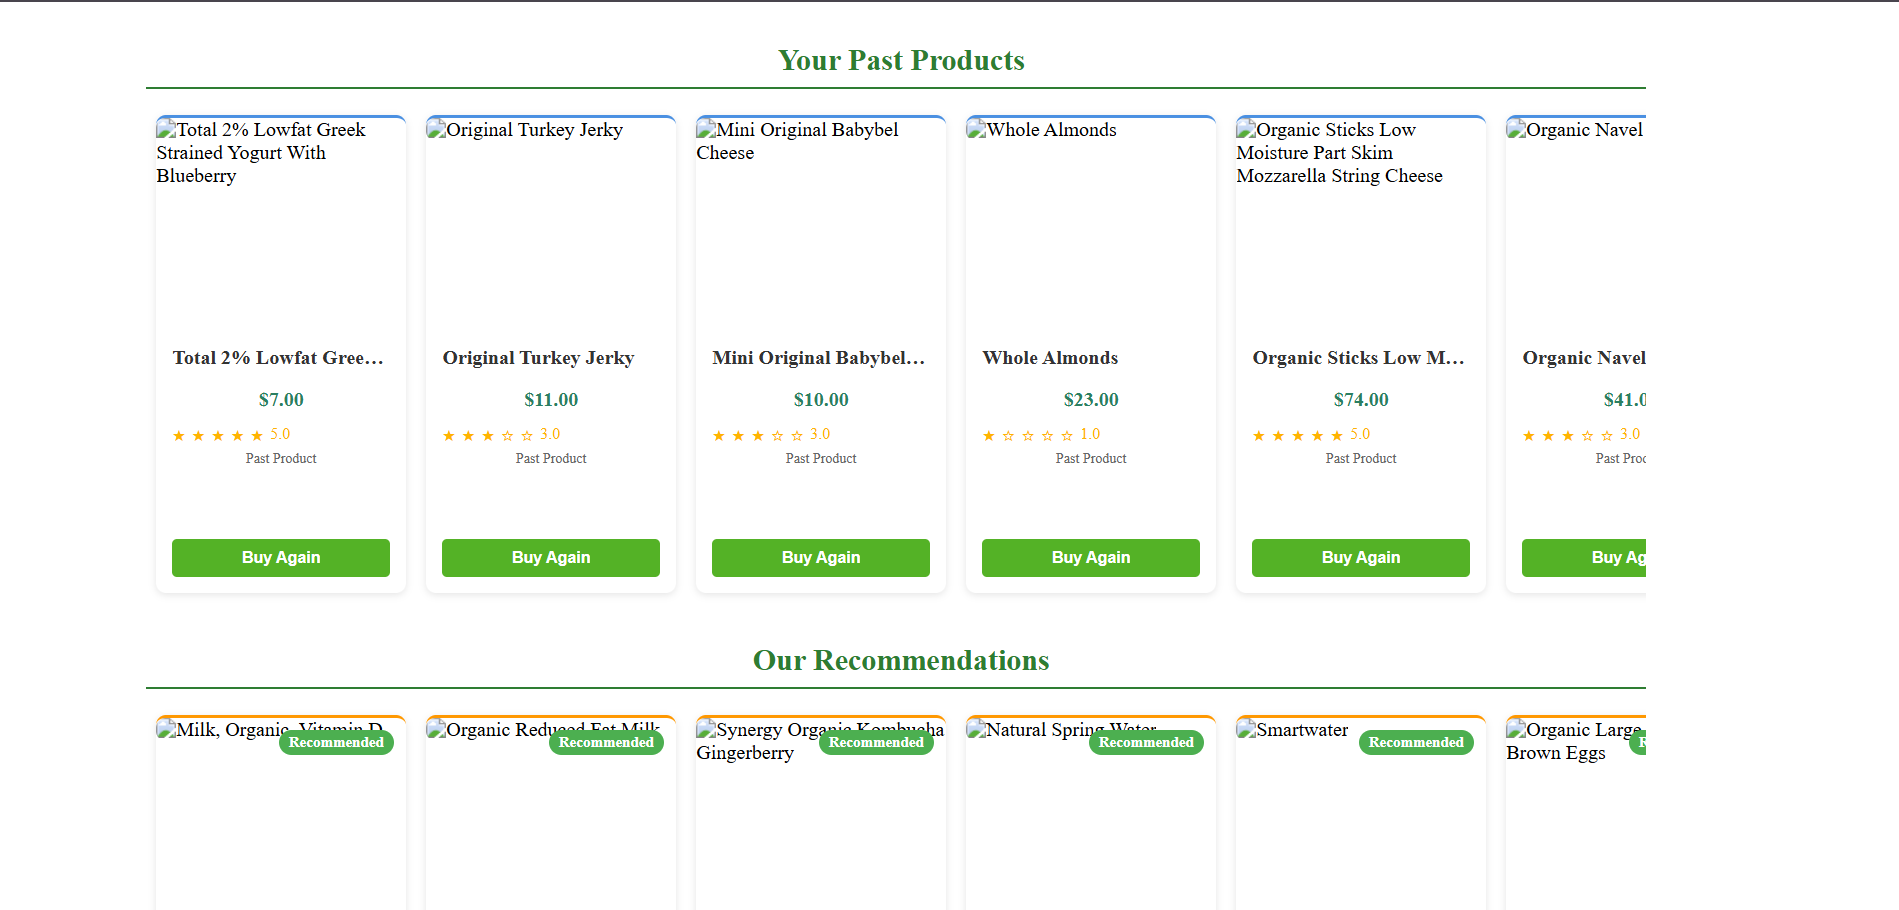 Your Past Products
Total 2% Lowfat Greek
Strained Yogurt With
Blueberry
Original Turkey Jerky
Mini Original Babybel
Cheese
Whole Almonds
Organic Sticks Low
Moisture Part Skim
Mozzarella String Cheese
Organic Navel
Total 2% Lowfat Gree...
Original Turkey Jerky
Mini Original Babybel...
Whole Almonds
Organic Sticks Low M...
Organic Navel
$7.00
$11.00
$10.00
$23.00
$74.00
$41.0
★ ★ ★ ★ ★ 5.0
★ ★ ★ ☆ ☆ 3.0
★ ★ ★ ☆ ☆ 3.0
★ ☆ ☆ ☆ ☆ 1.0
★ ★ ★ ★ ★ 5.0
★ ★ ★ ☆ ☆ 3.0
Past Product
Past Product
Past Product
Past Product
Past Product
Past Proc
Buy Again
Buy Again
Buy Again
Buy Again
Buy Again
Buy Ag
Our Recommendations
Milk, Organic, Vitamin D
Recommended
Organic Reduced Fat Milk
Recommended
Synergy Organic Kombucha
Gingerberry
Recommended
Natural Spring Water
Recommended
Smartwater
Recommended
Organic Large
Brown Eggs
R